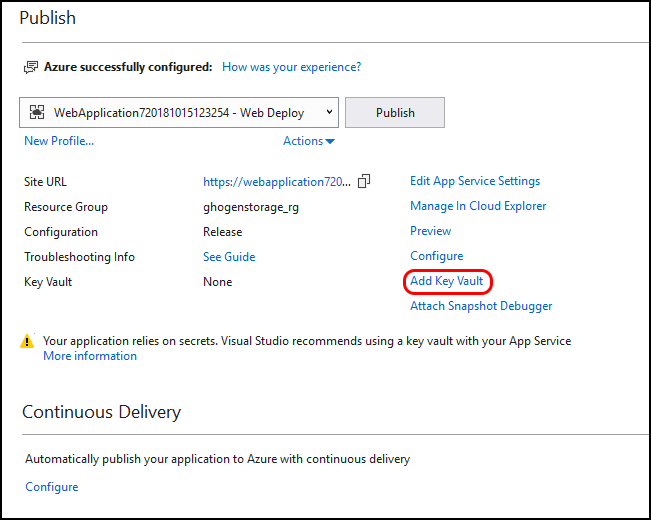 Publish
Azure successfully configured: How was your experience?
WebApplication720181015123254 - Web Deploy Publish
New Profile... Actions
Site URL https://webapplication720... Edit App Service Settings
Resource Group ghogenstorage_rg Manage In Cloud Explorer
Configuration Release Preview
Troubleshooting Info See Guide Configure
Key Vault None Add Key Vault
Attach Snapshot Debugger
Your application relies on secrets. Visual Studio recommends using a key vault with your App Service
More information
Continuous Delivery
Automatically publish your application to Azure with continuous delivery
Configure